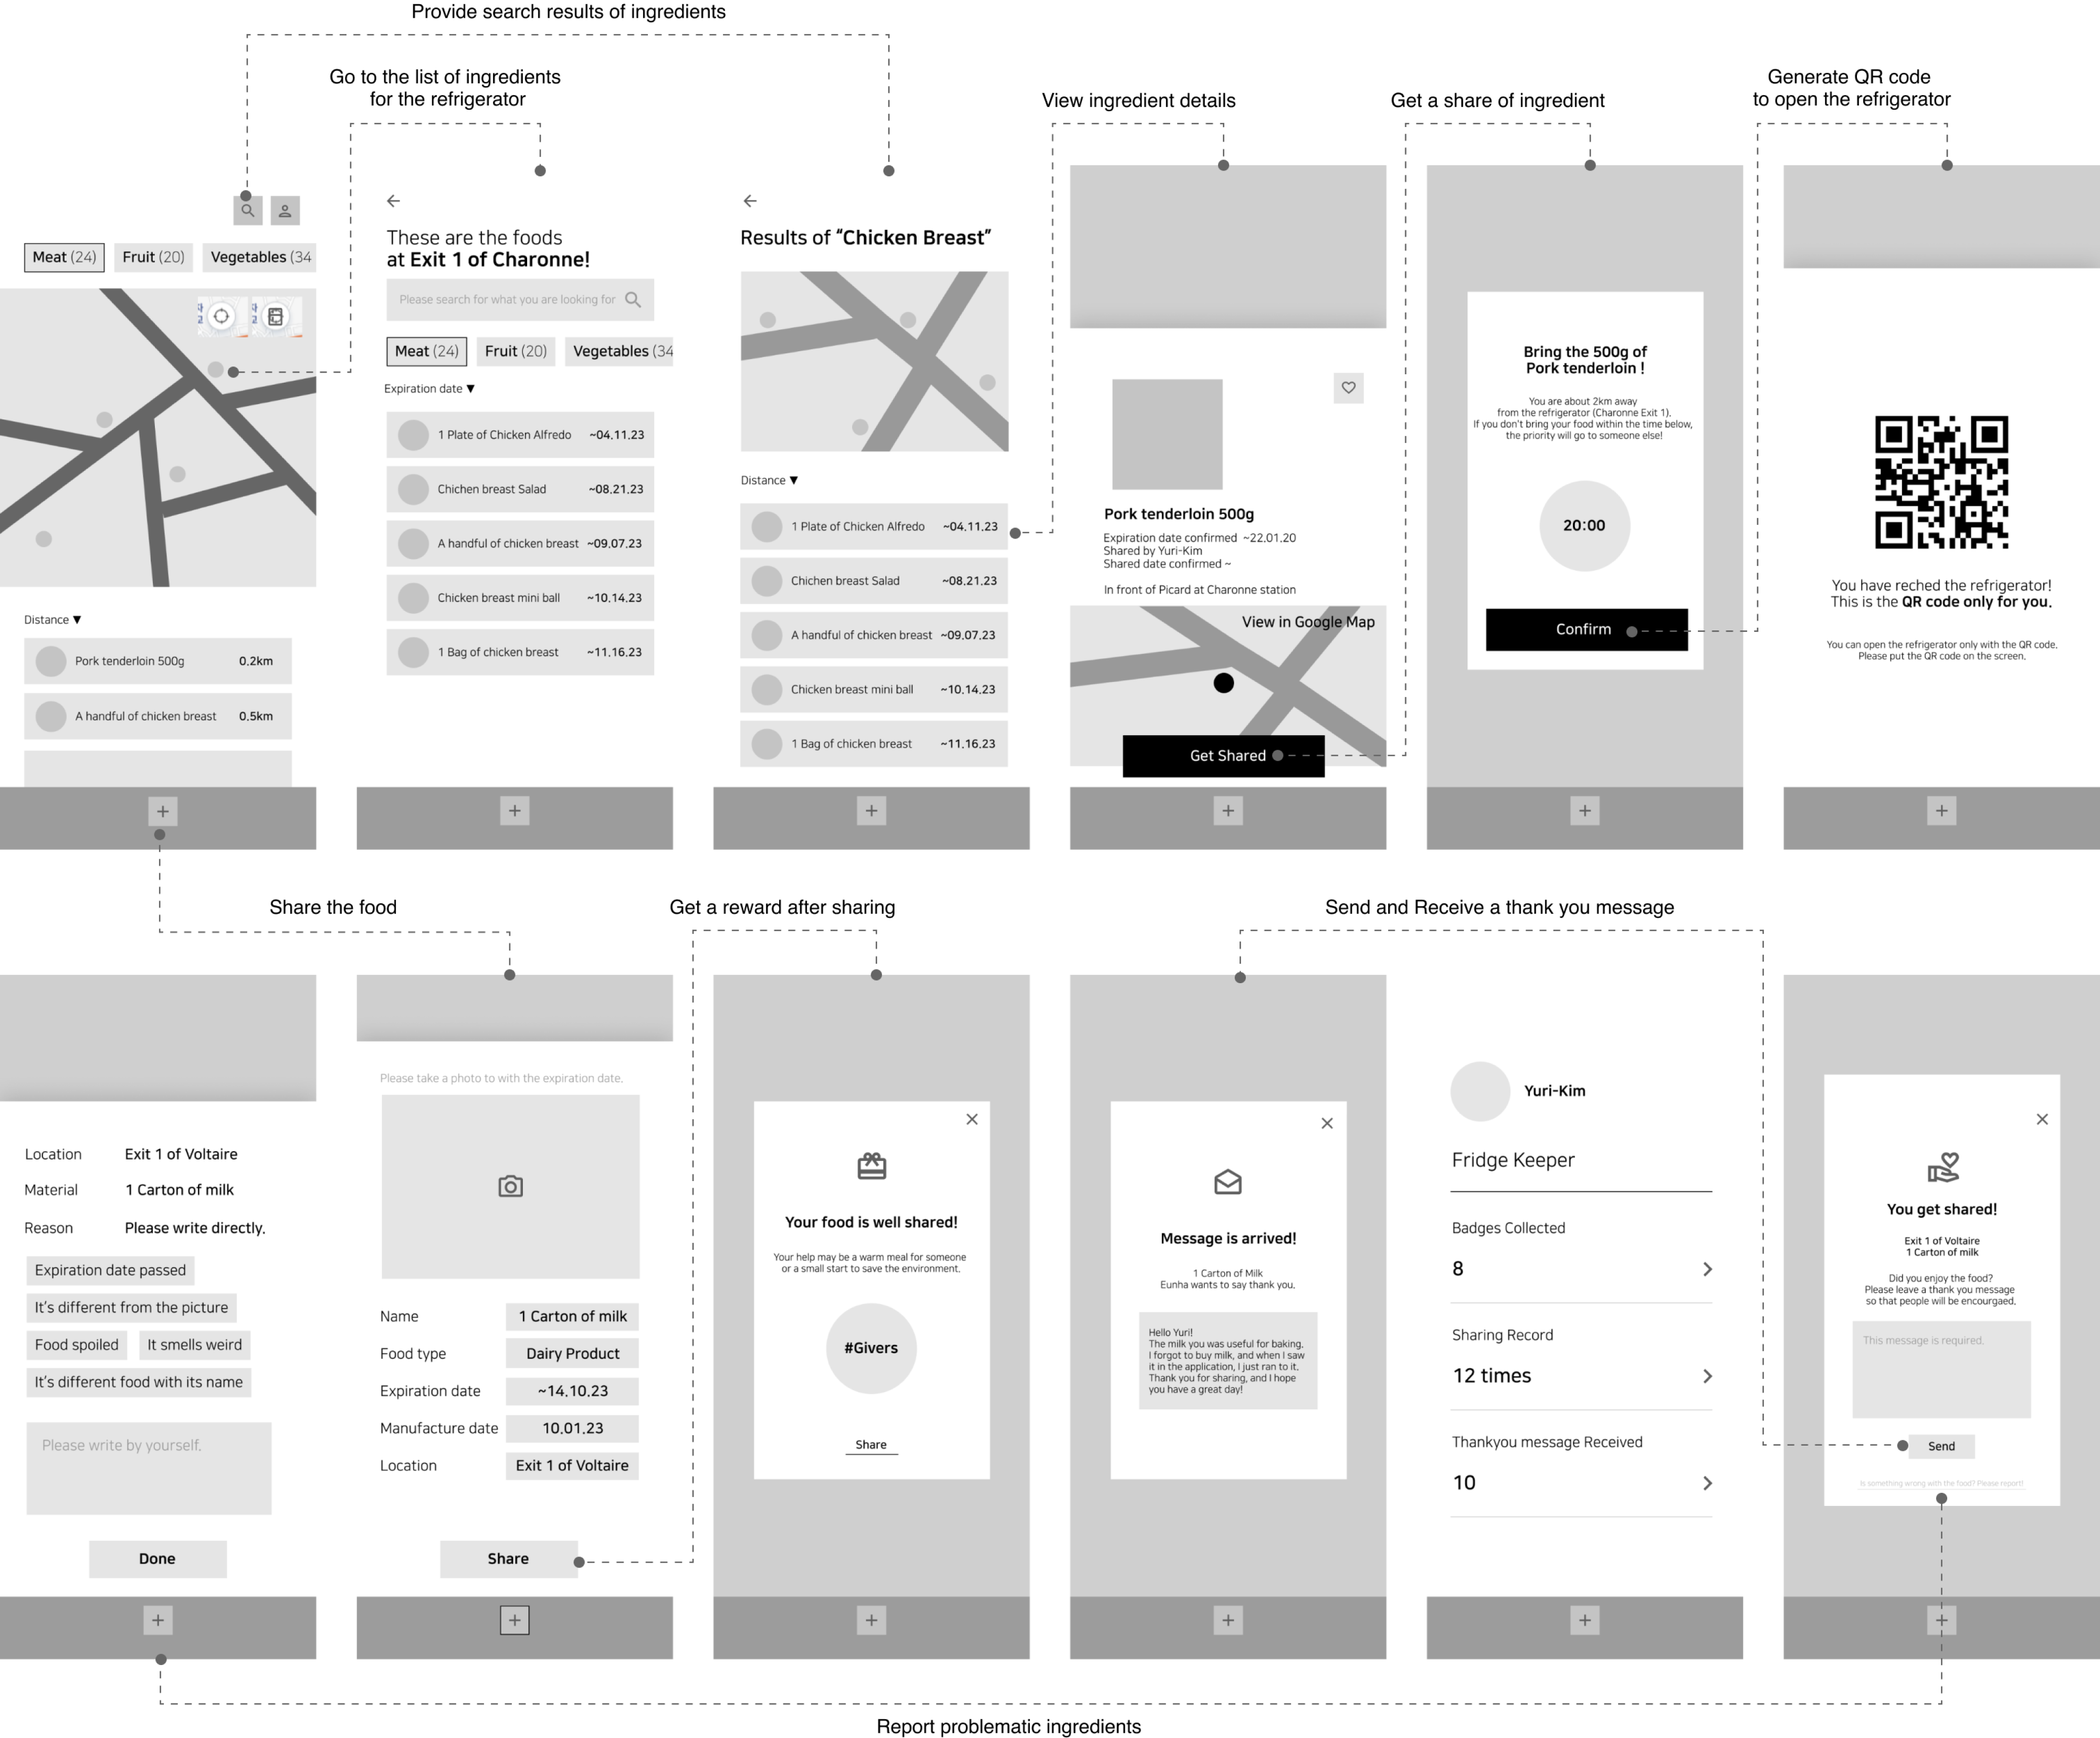 Provide search results of ingredients
Go to the list of ingredients
for the refrigerator
View ingredient details
Get a share of ingredient
Generate QR code
to open the refrigerator
Meat (24)
Fruit (20)
Vegetables (34
Distance ▼
Pork tenderloin 500g 0.2km
A handful of chicken breast 0.5km
+
These are the foods
at Exit 1 of Charonne!
Please search for what you are looking for
Meat (24)
Fruit (20)
Vegetables (34
Expiration date ▼
1 Plate of Chicken Alfredo ~04.11.23
Chichen breast Salad ~08.21.23
A handful of chicken breast ~09.07.23
Chicken breast mini ball ~10.14.23
1 Bag of chicken breast ~11.16.23
+
Results of “Chicken Breast”
Distance ▼
1 Plate of Chicken Alfredo ~04.11.23
Chichen breast Salad ~08.21.23
A handful of chicken breast ~09.07.23
Chicken breast mini ball ~10.14.23
1 Bag of chicken breast ~11.16.23
+
Pork tenderloin 500g
Expiration date confirmed ~22.01.20
Shared by Yuri-Kim
Shared date confirmed ~
In front of Picard at Charonne station
View in Google Map
Get Shared
+
Bring the 500g of
Pork tenderloin !
You are about 2km away
from the refrigerator (Charonne Exit 1).
If you don't bring your food within the time below,
the priority will go to someone else!
20:00
Confirm
+
You have reched the refrigerator!
This is the QR code only for you.
You can open the refrigerator only with the QR code.
Please put the QR code on the screen.
+
Share the food
Get a reward after sharing
Send and Receive a thank you message
Location Exit 1 of Voltaire
Material 1 Carton of milk
Reason Please write directly.
Expiration date passed
It's different from the picture
Food spoiled
It smells weird
It's different food with its name
Please write by yourself.
Done
+
Please take a photo to with the expiration date.
Name 1 Carton of milk
Food type Dairy Product
Expiration date ~14.10.23
Manufacture date 10.01.23
Location Exit 1 of Voltaire
Share
+
Your food is well shared!
Your help may be a warm meal for someone
or a small start to save the environment.
#Givers
Share
+
Message is arrived!
1 Carton of Milk
Eunha wants to say thank you.
Hello Yuri!
The milk you was useful for baking.
I forgot to buy milk, and when I saw
it in the application, I just ran to it.
Thank you for sharing, and I hope
you have a great day!
+
Yuri-Kim
Fridge Keeper
Badges Collected
8
Sharing Record
12 times
Thankyou message Received
10
+
You get shared!
Exit 1 of Voltaire
1 Carton of milk
Did you enjoy the food?
Please leave a thank you message
so that people will be encourgaed.
This message is required.
Send
Is something wrong with the food? Please report!
+
Report problematic ingredients